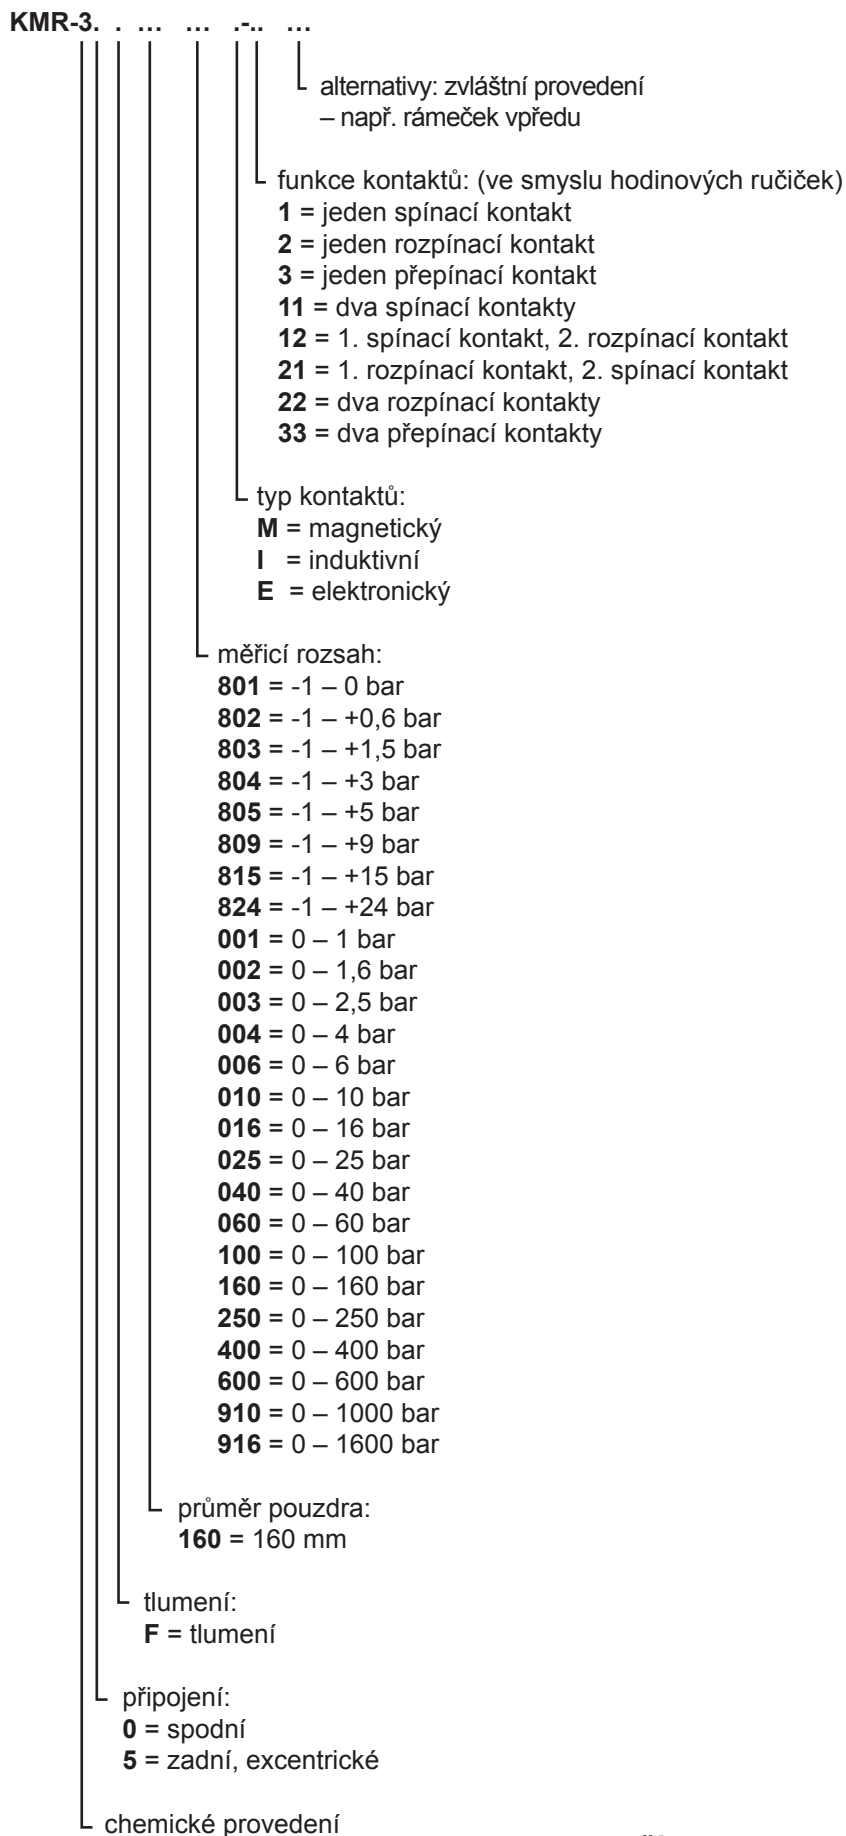 KMR-3. . … … .-.. …
alternativy: zvláštní provedení
– např. rámeček vpředu
funkce kontaktů: (ve smyslu hodinových ručiček)
1 = jeden spínací kontakt
2 = jeden rozpínací kontakt
3 = jeden přepínací kontakt
11 = dva spínací kontakty
12 = 1. spínací kontakt, 2. rozpínací kontakt
21 = 1. rozpínací kontakt, 2. spínací kontakt
22 = dva rozpínací kontakty
33 = dva přepínací kontakty
typ kontaktů:
M = magnetický
I = induktivní
E = elektronický
měřicí rozsah:
801 = -1 – 0 bar
802 = -1 – +0,6 bar
803 = -1 – +1,5 bar
804 = -1 – +3 bar
805 = -1 – +5 bar
809 = -1 – +9 bar
815 = -1 – +15 bar
824 = -1 – +24 bar
001 = 0 – 1 bar
002 = 0 – 1,6 bar
003 = 0 – 2,5 bar
004 = 0 – 4 bar
006 = 0 – 6 bar
010 = 0 – 10 bar
016 = 0 – 16 bar
025 = 0 – 25 bar
040 = 0 – 40 bar
060 = 0 – 60 bar
100 = 0 – 100 bar
160 = 0 – 160 bar
250 = 0 – 250 bar
400 = 0 – 400 bar
600 = 0 – 600 bar
910 = 0 – 1000 bar
916 = 0 – 1600 bar
průměr pouzdra:
160 = 160 mm
tlumení:
F = tlumení
připojení:
0 = spodní
5 = zadní, excentrické
chemické provedení